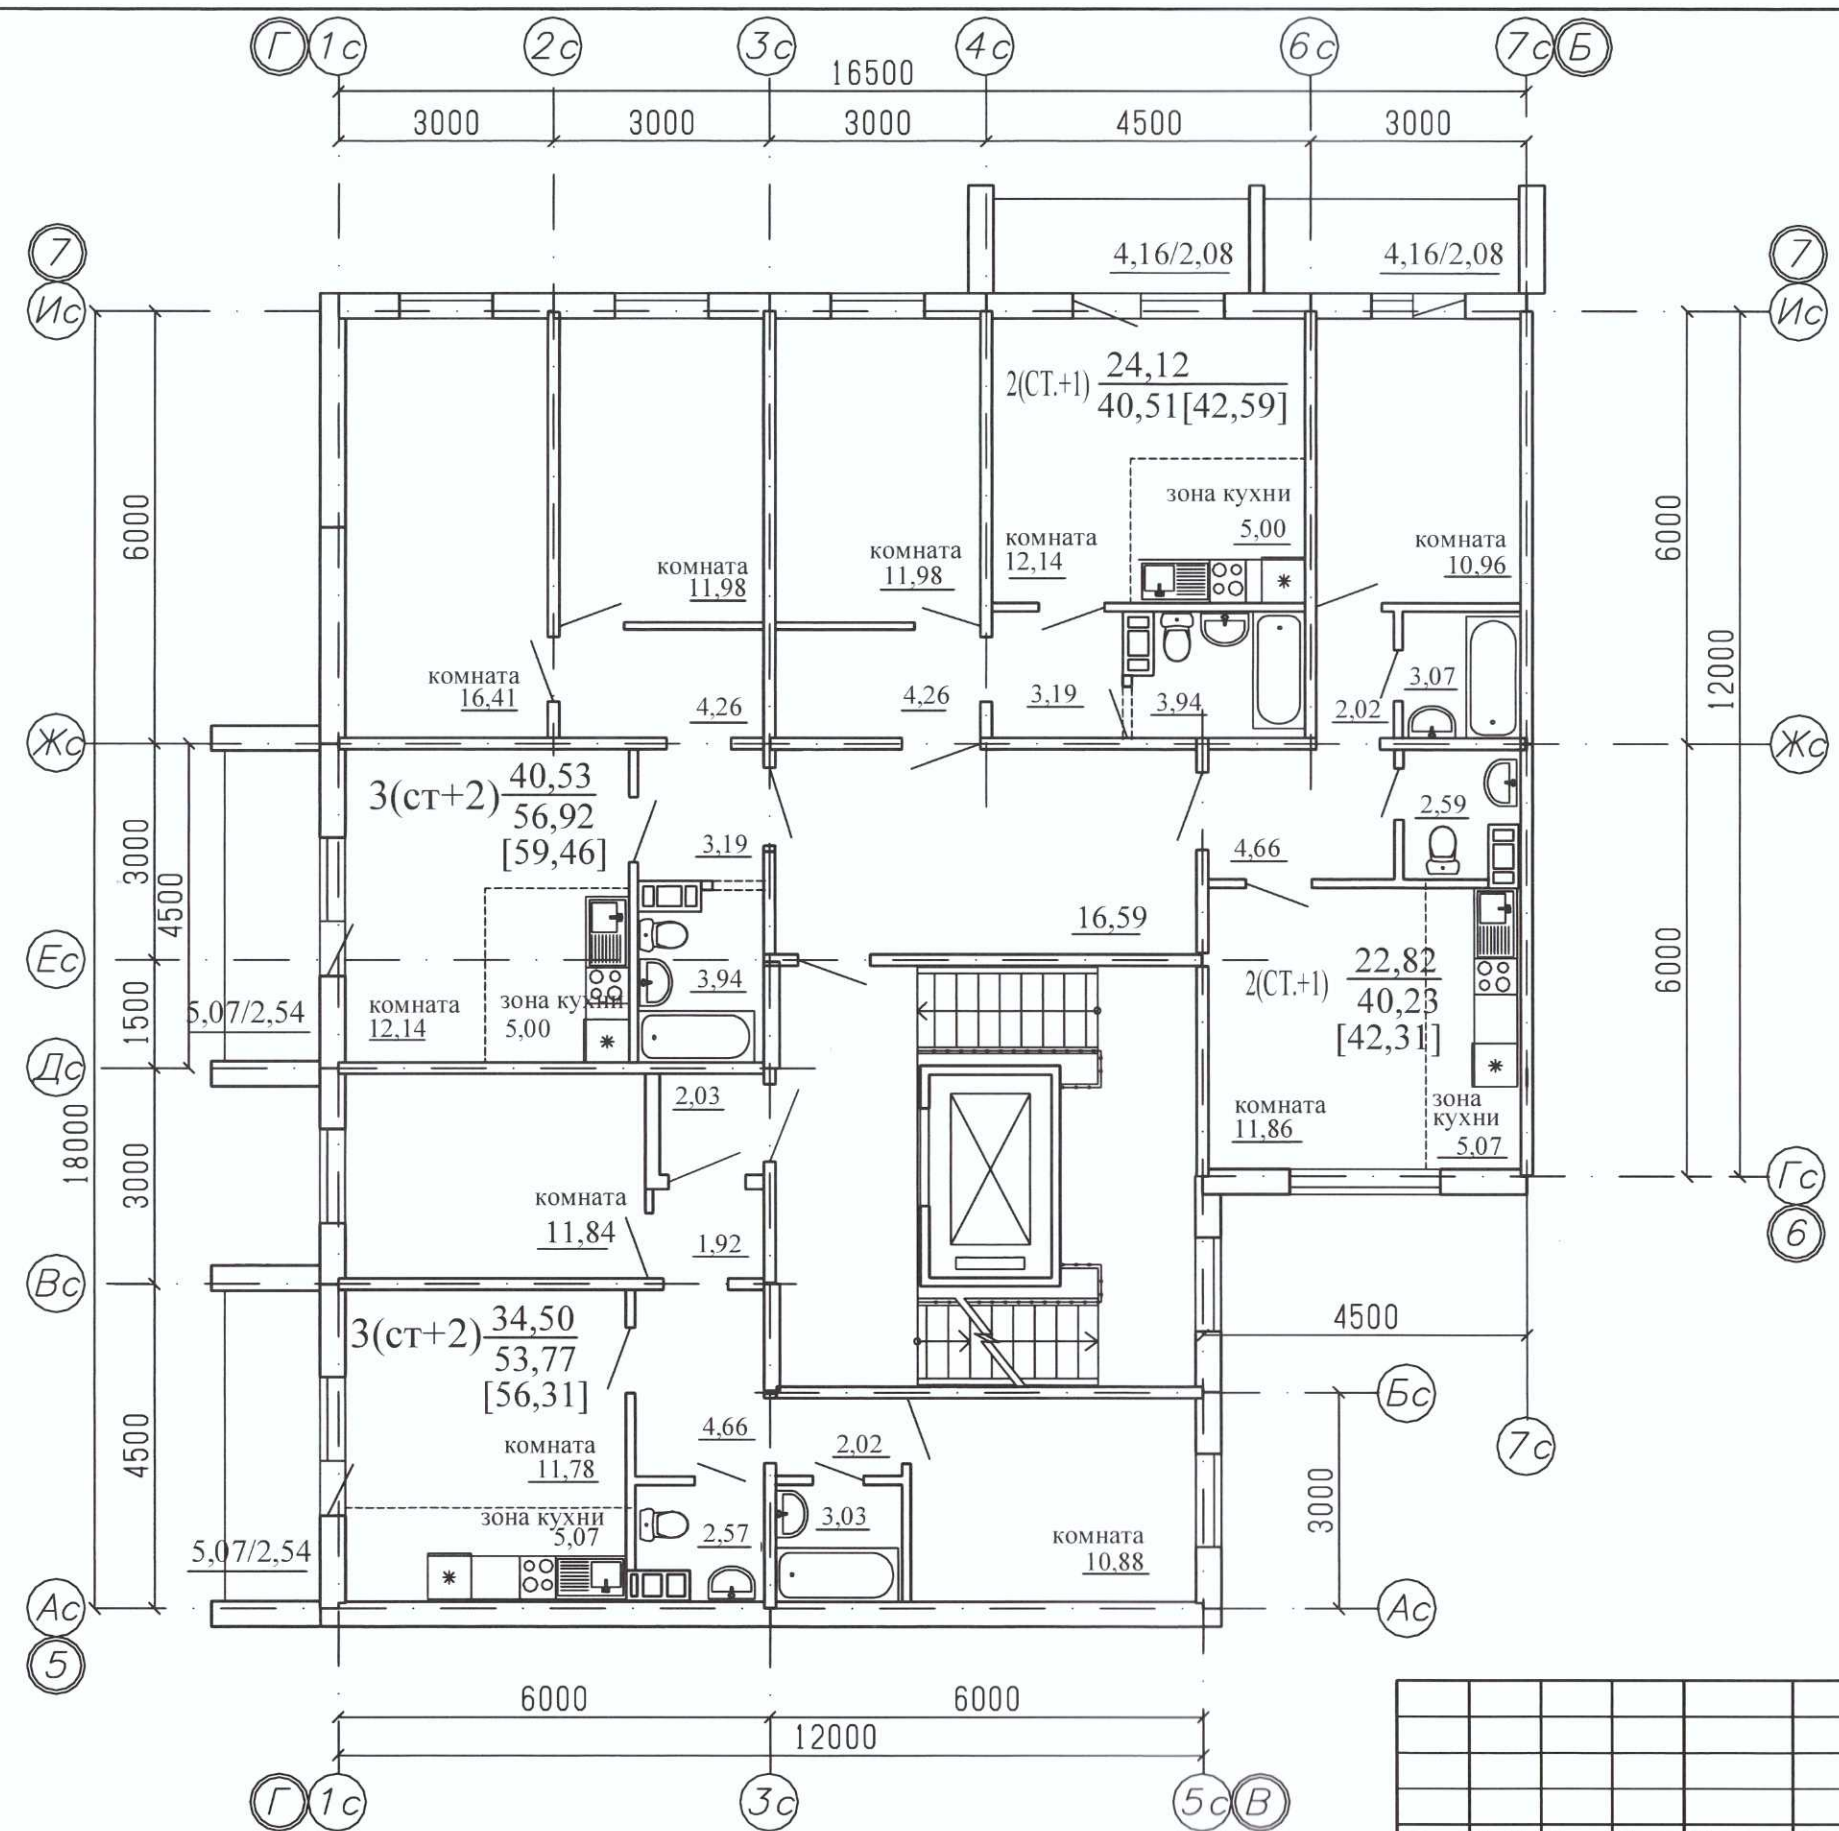 Г 1с 2с 3с 4с 6с 7с Б
16500
3000 3000 3000 4500 3000
7 4,16/2,08 4,16/2,08 7
Ис Ис
2(СТ.+1) 24,12
40,51[42,59]
6000 зона кухни 6000
5,00
комната 12,14
комната 11,98
комната 11,98
комната 10,96
12000
комната
16,41
4,26 4,26 3,19 3,94 2,02 3,07
Жс Жс
3(ст+2) 40,53
56,92
[59,46]
3000
4500
3,19 4,66 2,59
16,59
Ес
1500
5,07/2,54
комната
12,14
зона кухни
5,00
3,94
2(СТ.+1) 22,82
40,23
[42,31]
6000
Дс
18000
2,03
комната
11,86
зона
кухни
5,07
3000
комната
11,84
1,92
Гс
6
Вс
3(ст+2) 34,50
53,77
[56,31]
4500
4500
Бс
7с
4,66 2,02
комната
11,78
зона кухни
5,07
2,57 3,03
комната
10,88
3000
5,07/2,54
Ас Ас
5
6000 6000
12000
Г 1с 3с 5с В